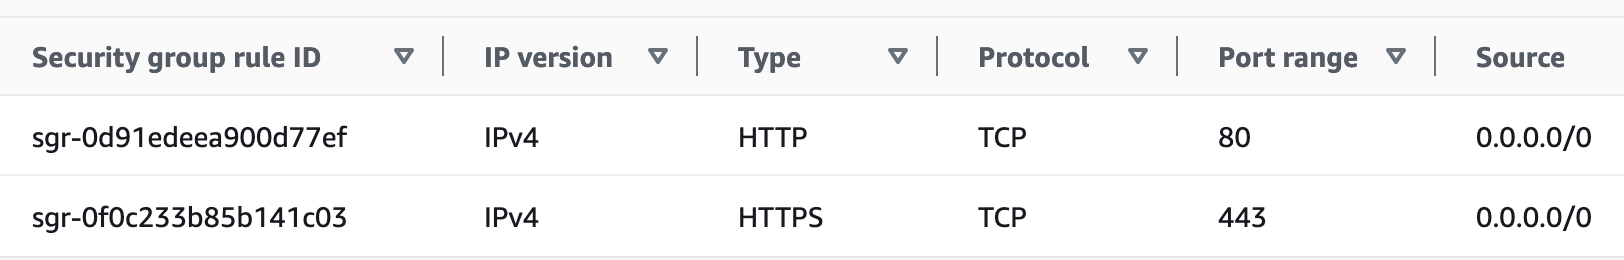 Security group rule ID IP version Type Protocol Port range Source
sgr-0d91edeea900d77ef IPv4 HTTP TCP 80 0.0.0.0/0
sgr-0f0c233b85b141c03 IPv4 HTTPS TCP 443 0.0.0.0/0